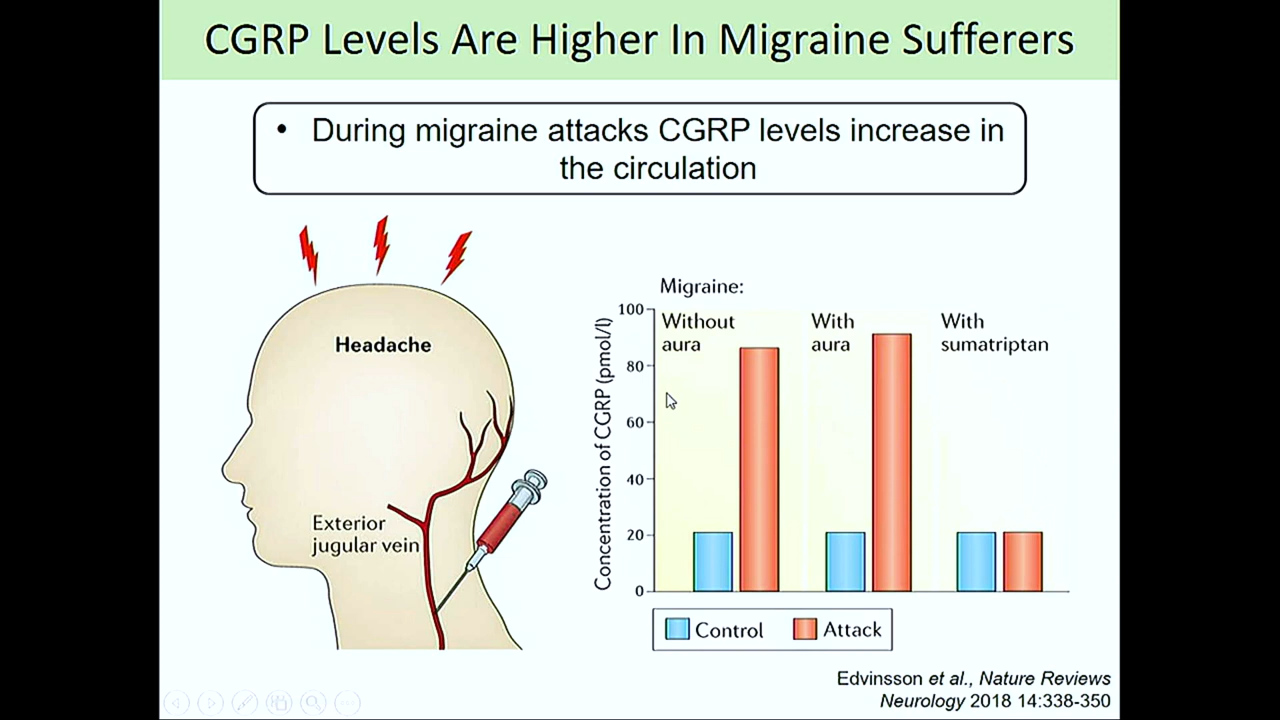 CGRP Levels Are Higher In Migraine Sufferers
• During migraine attacks CGRP levels increase in
the circulation
Headache
Exterior
jugular vein
Migraine:
Without
aura
With
aura
With
sumatriptan
Concentration of CGRP (pmol/l)
100
80
60
40
20
0
Control
Attack
Edvinsson et al., Nature Reviews
Neurology 2018 14:338-350